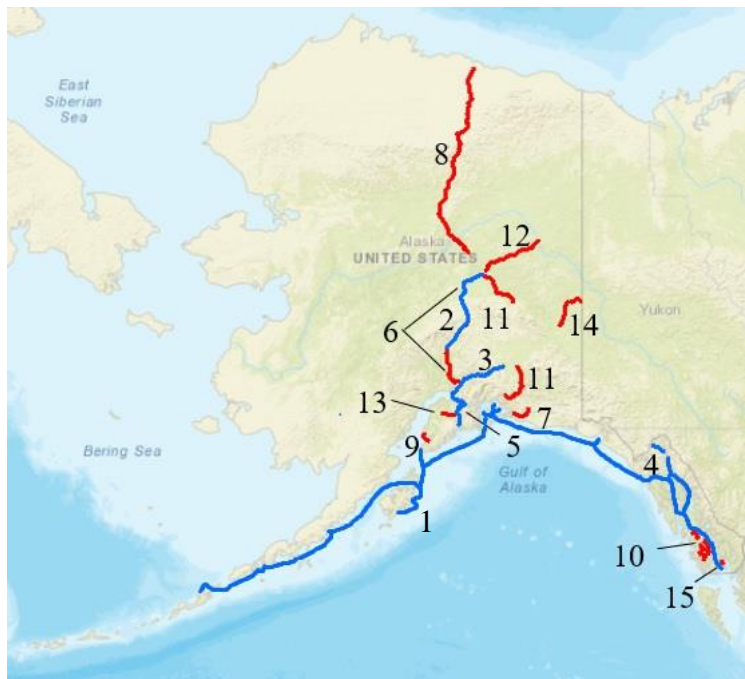 East
Siberian
Sea
8
Alaska
UNITED STATES
12
Yukon
6
2
11
14
3
11
13
7
5
Bering Sea
9
4
Gulf of
Alaska
1
10
15